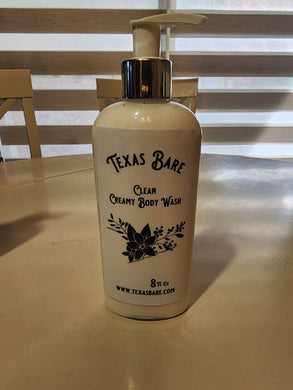 Texas Bare
Clean
Creamy Body Wash
8 Fl Oz
www.texasbare.com